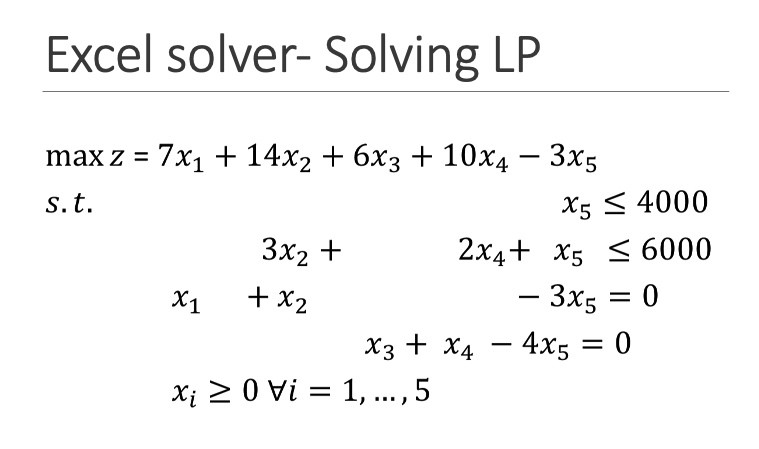 Excel solver- Solving LP
max z = 7x₁ + 14x₂ + 6x₃ + 10x₄ − 3x₅
s.t. x₅ ≤ 4000
3x₂ + 2x₄+ x₅ ≤ 6000
x₁ + x₂ − 3x₅ = 0
x₃ + x₄ − 4x₅ = 0
xᵢ ≥ 0 ∀i = 1, … , 5